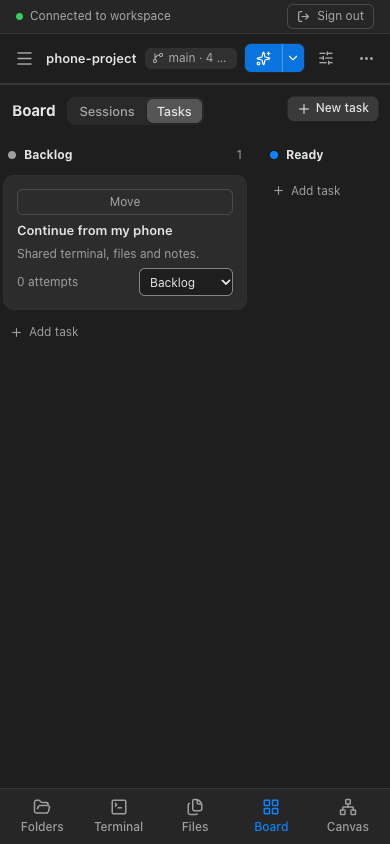 Connected to workspace
Sign out
phone-project
main · 4 ...
Board
Sessions
Tasks
New task
Backlog
1
Ready
Move
Add task
Continue from my phone
Shared terminal, files and notes.
0 attempts
Backlog
Add task
Folders
Terminal
Files
Board
Canvas